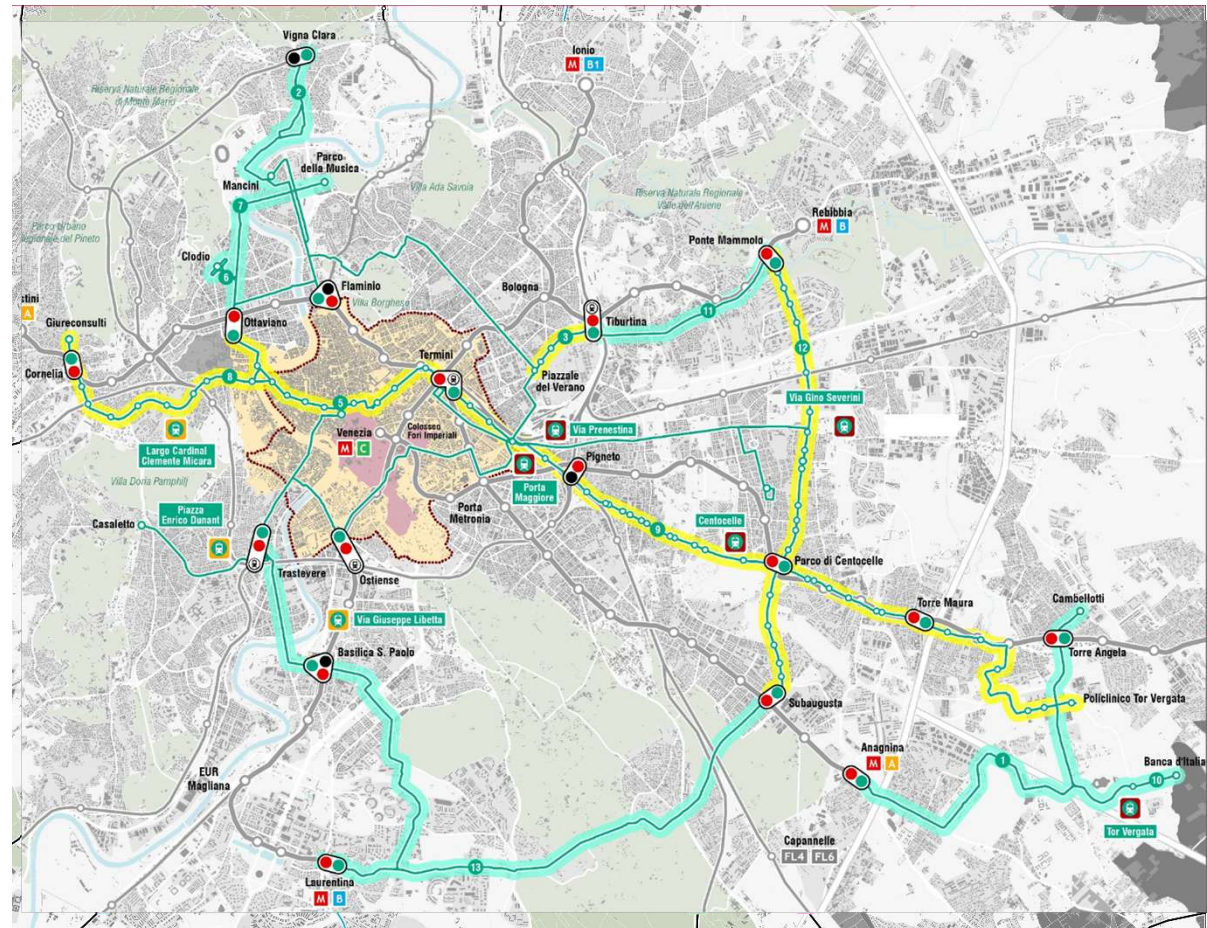 Vigna Clara
Ionio
M B1
2
Riserva Naturale Regionale
di Monte Mario
Parco
della Musica
Mancini
Villa Ada Savoia
7
Riserva Naturale Regionale
Valle dell'Aniene
Rebibbia
M B
Ponte Mammolo
Parco Urbano
Regionale del Pineto
Clodio
6
Flaminio
Villa Borghese
Bologna
11
Tiburtina
3
12
tini
A
Giureconsulti
Ottaviano
Cornelia
8
Termini
Piazzale
del Verano
5
Via Gino Severini
Via Prenestina
Venezia
M C
Colosseo
Fori Imperiali
Largo Cardinal
Clemente Micara
Pigneto
Villa Doria Pamphilj
Porta
Maggiore
Piazza
Enrico Dunant
Casaletto
Porta
Metronia
9
Centocelle
Parco di Centocelle
Trastevere
Ostiense
Torre Maura
Cambellotti
Via Giuseppe Libetta
Basilica S. Paolo
Torre Angela
Subaugusta
Policlinico Tor Vergata
Anagnina
M A
1
Banca d'Italia
10
EUR
Magliana
Tor Vergata
Capannelle
FL4 FL6
13
Laurentina
M B